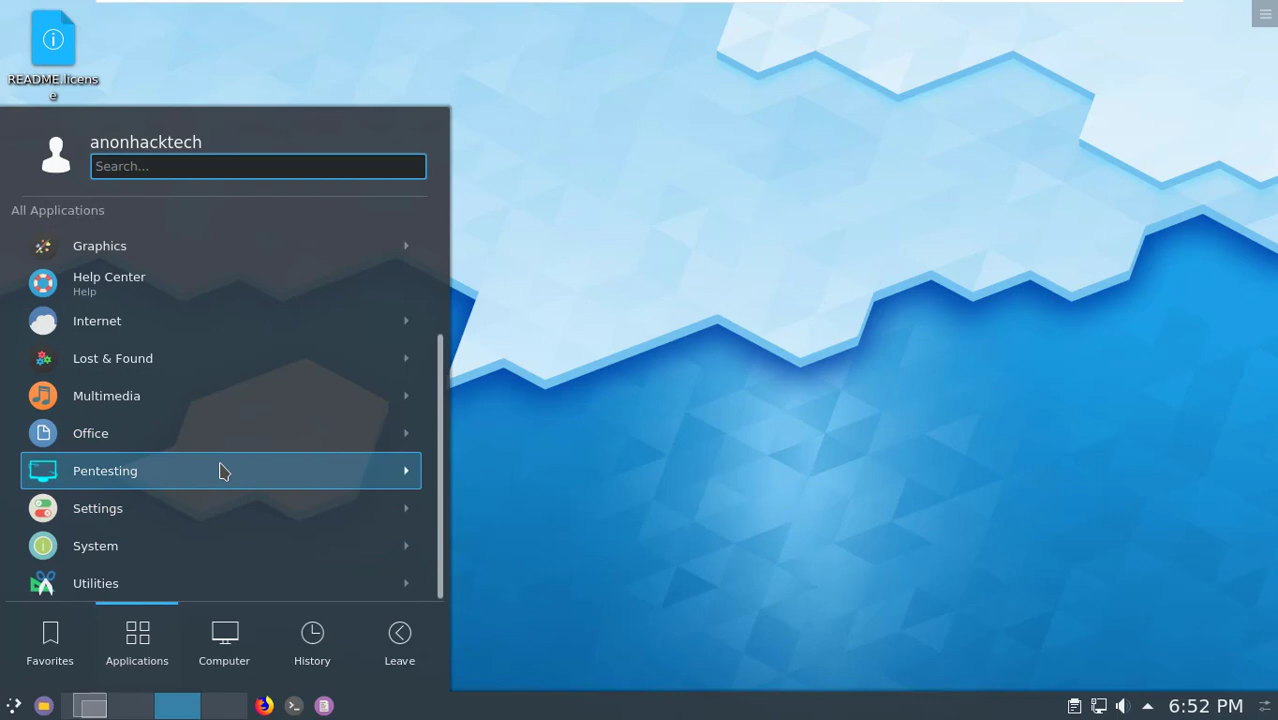 README.licens
e
anonhacktech
Search...
All Applications
Graphics
Help Center
Help
Internet
Lost & Found
Multimedia
Office
Pentesting
Settings
System
Utilities
Favorites
Applications
Computer
History
Leave
6:52 PM